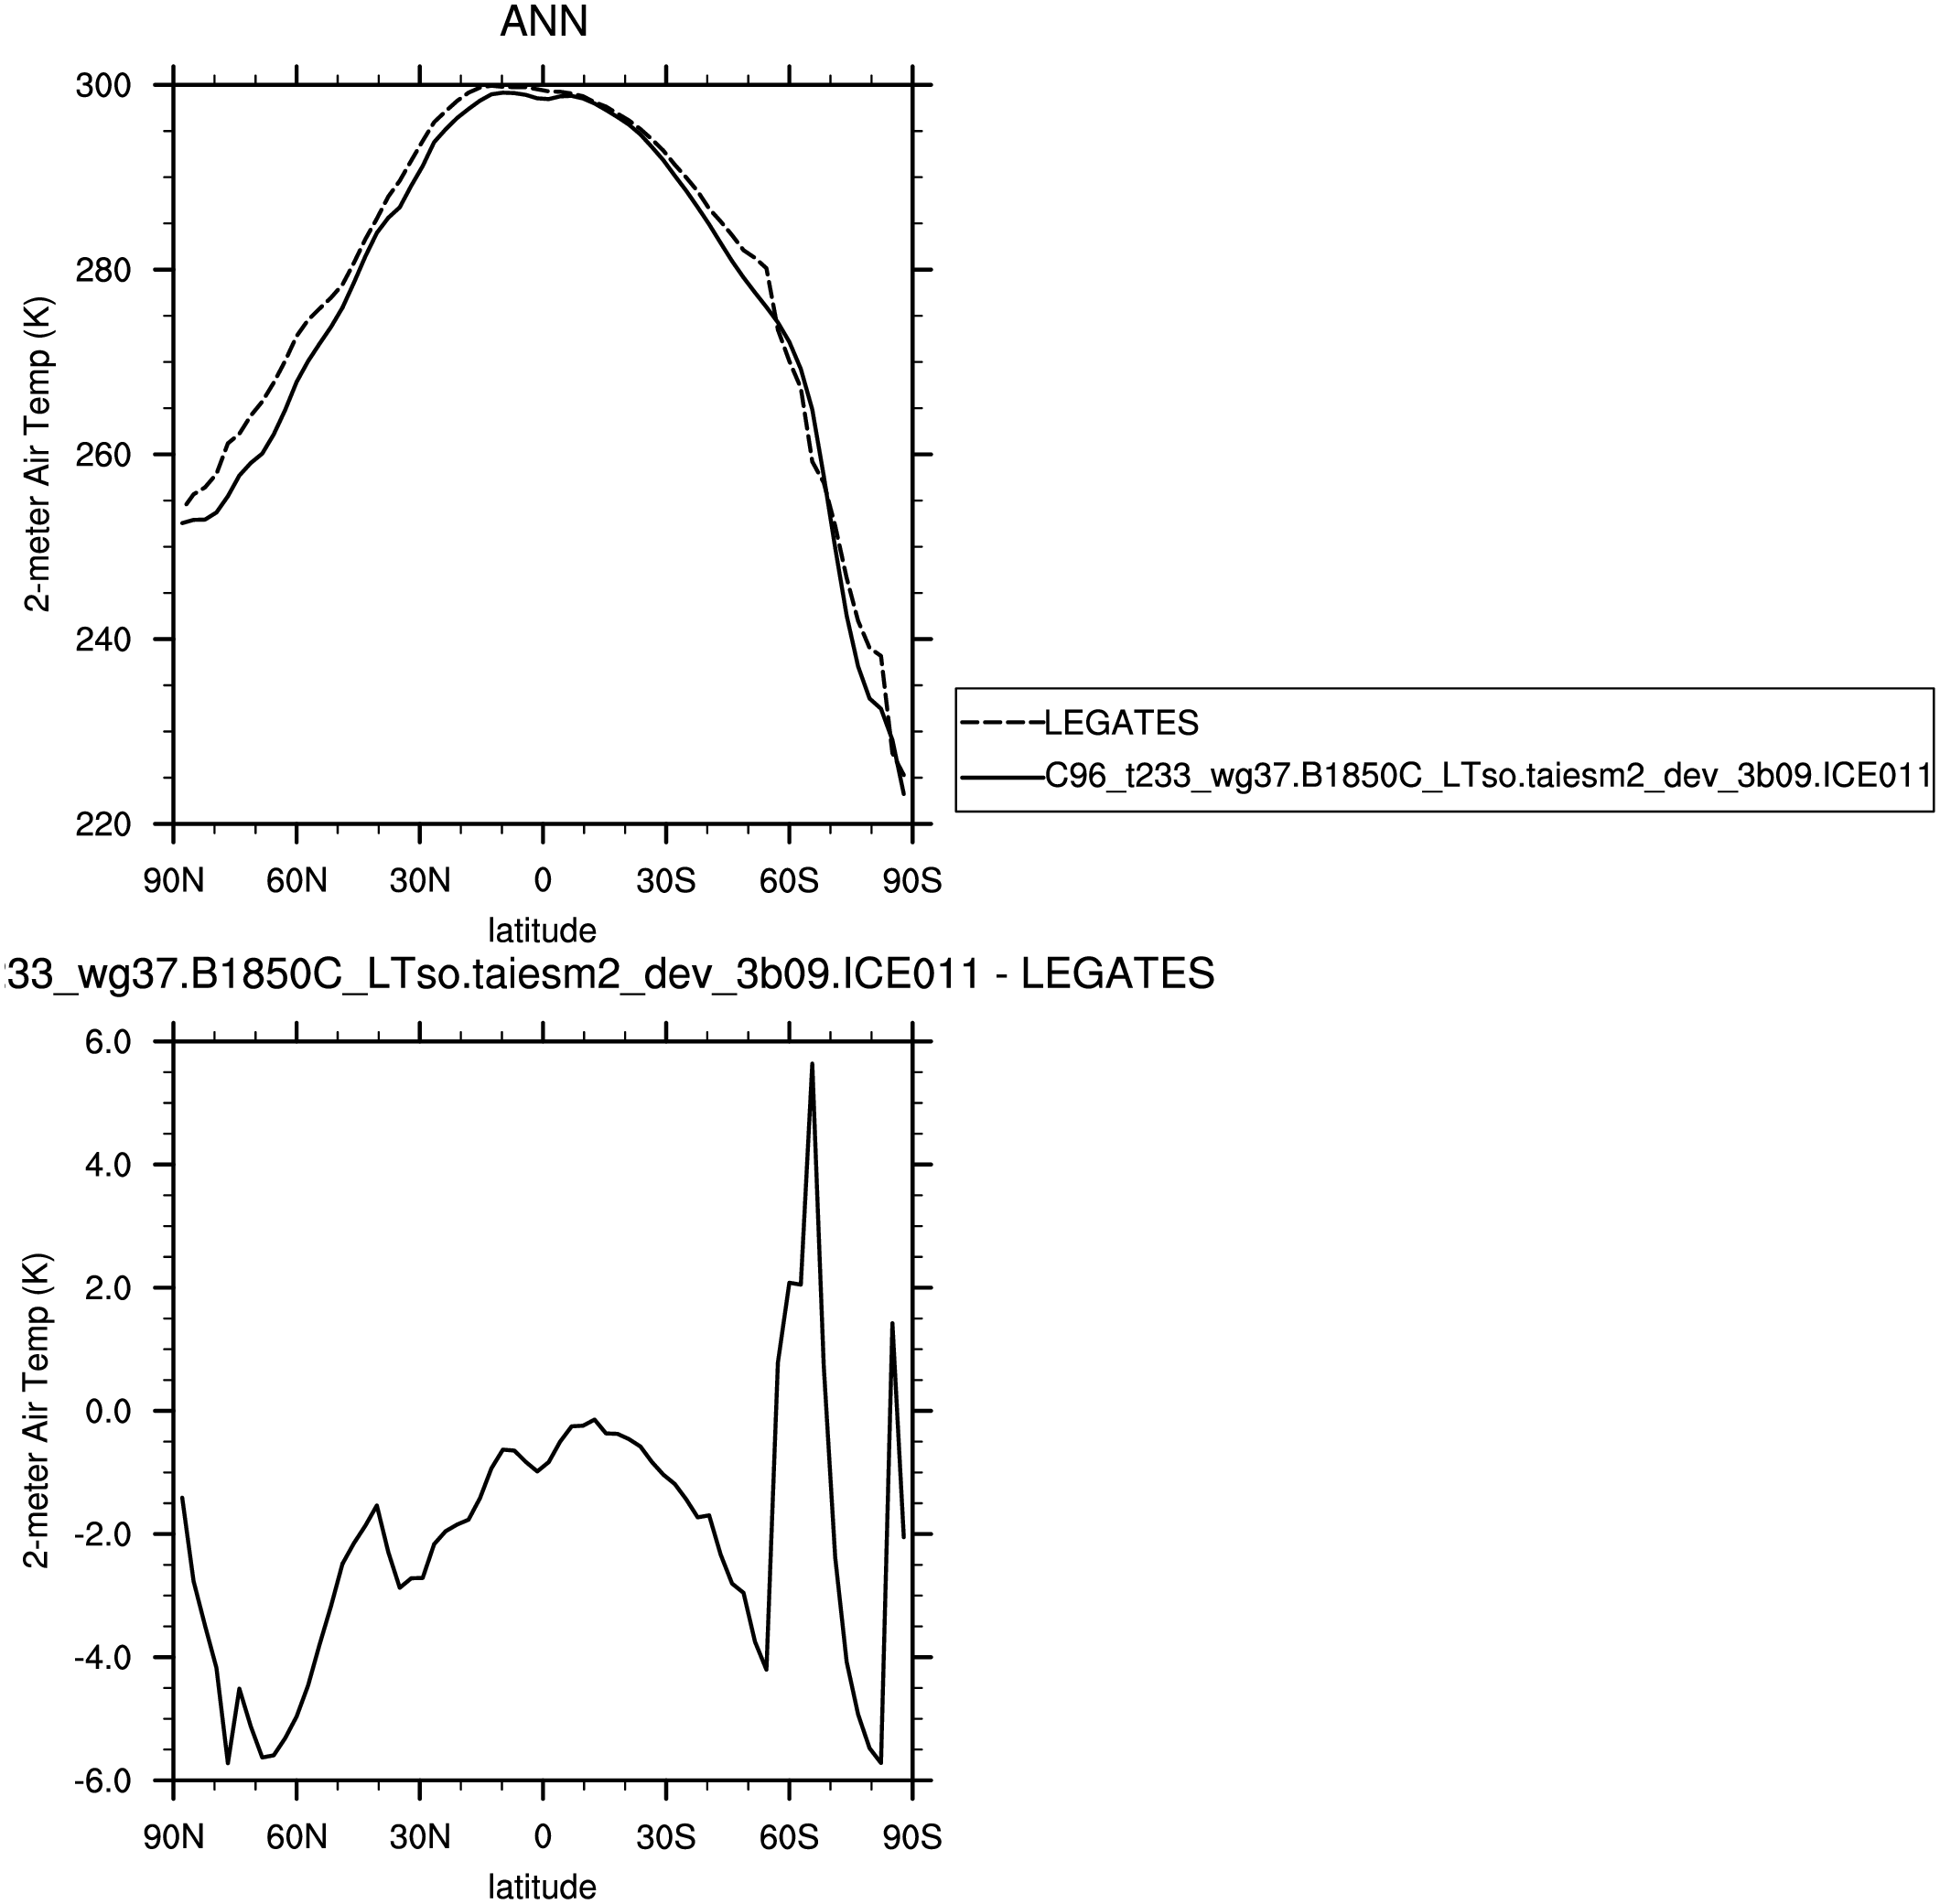 ANN
300
280
260
240
220
2-meter Air Temp (K)
90N 60N 30N 0 30S 60S 90S
latitude
LEGATES
C96_t233_wg37.B1850C_LTso.taiesm2_dev_3b09.ICE011
33_wg37.B1850C_LTso.taiesm2_dev_3b09.ICE011 - LEGATES
6.0
4.0
2.0
0.0
-2.0
-4.0
-6.0
2-meter Air Temp (K)
90N 60N 30N 0 30S 60S 90S
latitude